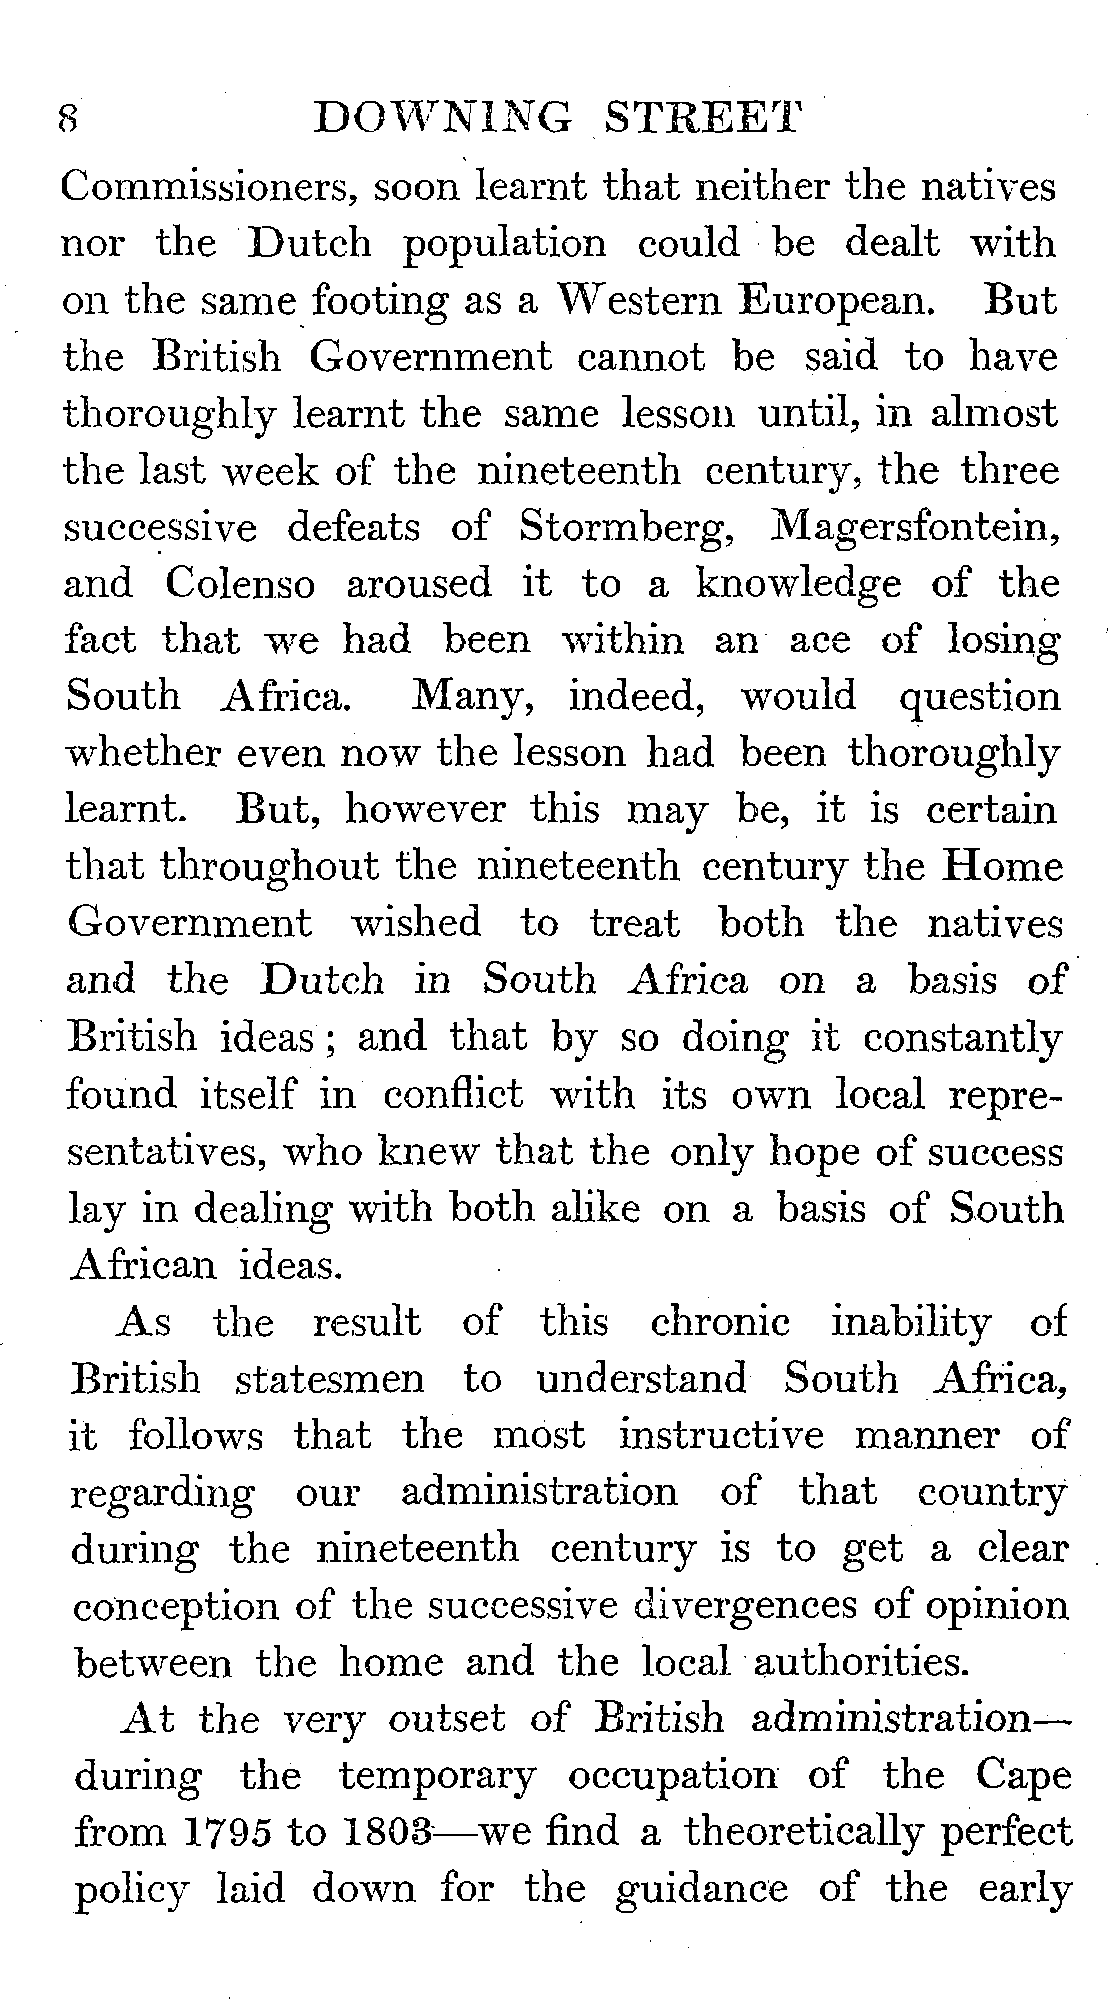 8 DOWNING STREET
Commissioners, soon learnt that neither the natives
nor the Dutch population could be dealt with
on the same footing as a Western European. But
the British Government cannot be said to have
thoroughly learnt the same lesson until, in almost
the last week of the nineteenth century, the three
successive defeats of Stormberg, Magersfontein,
and Colenso aroused it to a knowledge of the
fact that we had been within an ace of losing
South Africa. Many, indeed, would question
whether even now the lesson had been thoroughly
learnt. But, however this may be, it is certain
that throughout the nineteenth century the Home
Government wished to treat both the natives
and the Dutch in South Africa on a basis of
British ideas ; and that by so doing it constantly
found itself in conflict with its own local repre-
sentatives, who knew that the only hope of success
lay in dealing with both alike on a basis of South
African ideas.
As the result of this chronic inability of
British statesmen to understand South Africa,
it follows that the most instructive manner of
regarding our administration of that country
during the nineteenth century is to get a clear
conception of the successive divergences of opinion
between the home and the local authorities.
At the very outset of British administration—
during the temporary occupation of the Cape
from 1795 to 1803—we find a theoretically perfect
policy laid down for the guidance of the early